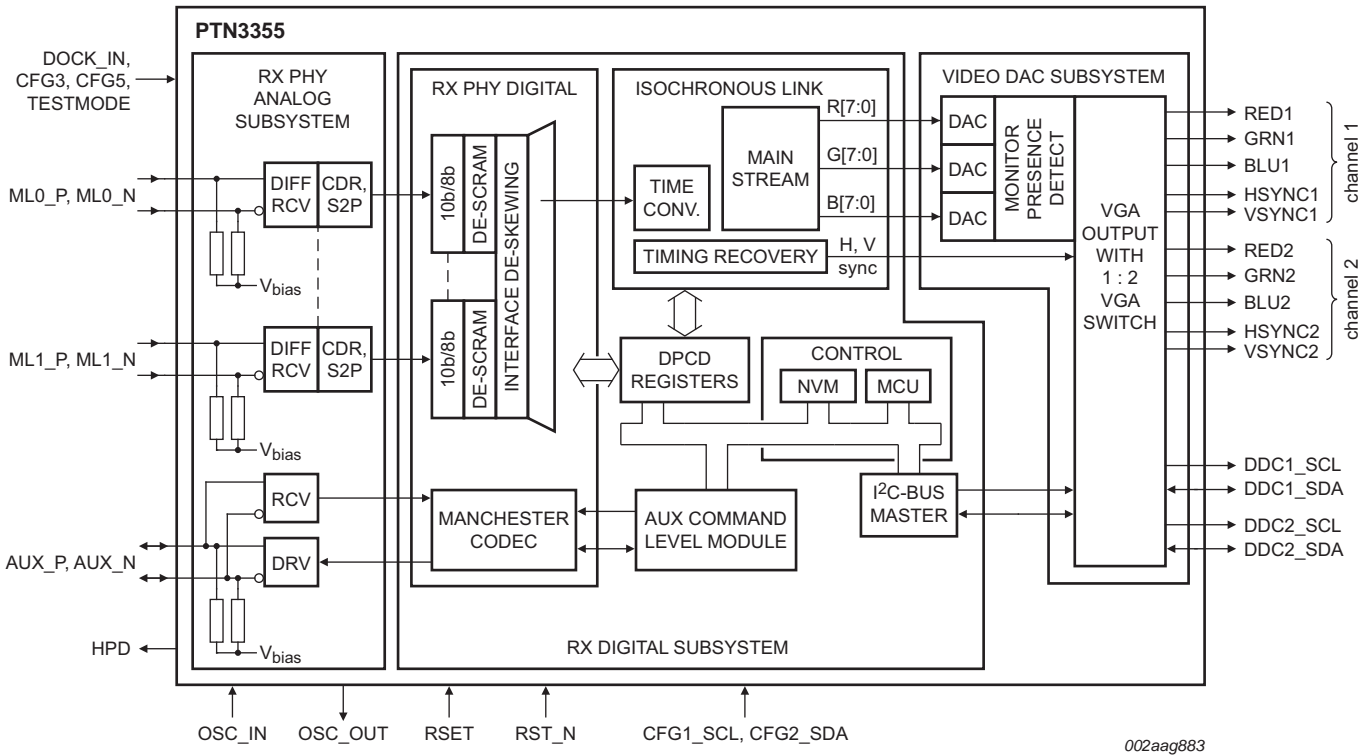 PTN3355
DOCK_IN,
CFG3, CFG5,
TESTMODE
RX PHY
ANALOG
SUBSYSTEM
RX PHY DIGITAL
ISOCHRONOUS LINK
VIDEO DAC SUBSYSTEM
ML0_P, ML0_N
DIFF
RCV
CDR,
S2P
Vbias
10b/8b
DE-SCRAM
INTERFACE DE-SKEWING
TIME
CONV.
MAIN
STREAM
R[7:0]
G[7:0]
B[7:0]
TIMING RECOVERY
H, V
sync
DAC
DAC
DAC
MONITOR
PRESENCE
DETECT
VGA
OUTPUT
WITH
1 : 2
VGA
SWITCH
RED1
GRN1
BLU1
HSYNC1
VSYNC1
channel 1
RED2
GRN2
BLU2
HSYNC2
VSYNC2
channel 2
ML1_P, ML1_N
DIFF
RCV
CDR,
S2P
Vbias
10b/8b
DE-SCRAM
DPCD
REGISTERS
CONTROL
NVM
MCU
AUX_P, AUX_N
RCV
DRV
Vbias
MANCHESTER
CODEC
AUX COMMAND
LEVEL MODULE
I2C-BUS
MASTER
DDC1_SCL
DDC1_SDA
DDC2_SCL
DDC2_SDA
HPD
RX DIGITAL SUBSYSTEM
OSC_IN
OSC_OUT
RSET
RST_N
CFG1_SCL, CFG2_SDA
002aag883